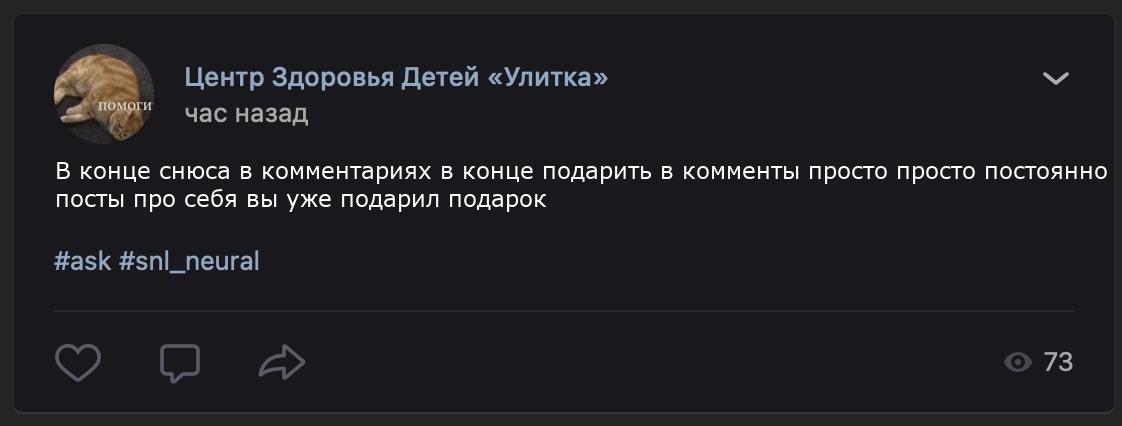 помоги
Центр Здоровья Детей «Улитка»
час назад
В конце снюса в комментариях в конце подарить в комменты просто просто постоянно
посты про себя вы уже подарил подарок
#ask #snl_neural
73